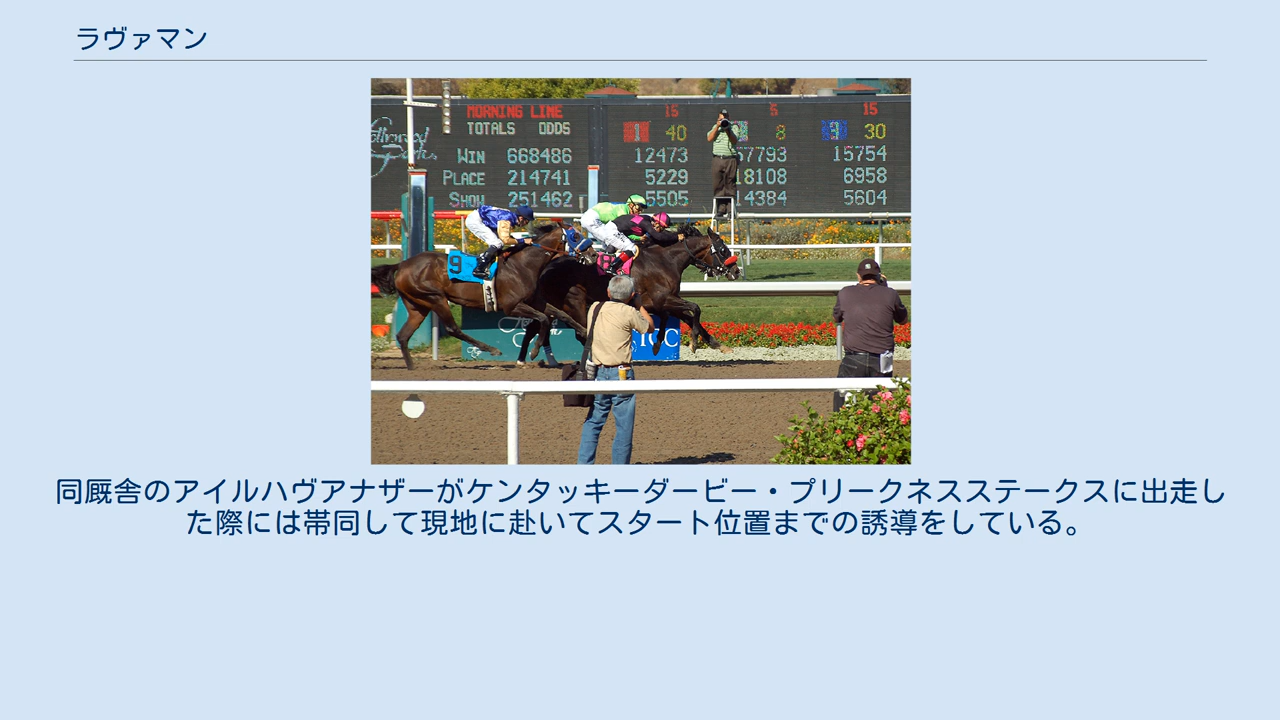 ラヴァマン
MORNING LINE 15 5 15
TOTALS ODDS 1 40 8 3 30
WIN 668486 12473 57793 15754
PLACE 214741 5229 18108 6958
SHOW 251462 5505 14384 5604
9
同厩舎のアイルハヴアナザーがケンタッキーダービー・プリークネスステークスに出走し
た際には帯同して現地に赴いてスタート位置までの誘導をしている。